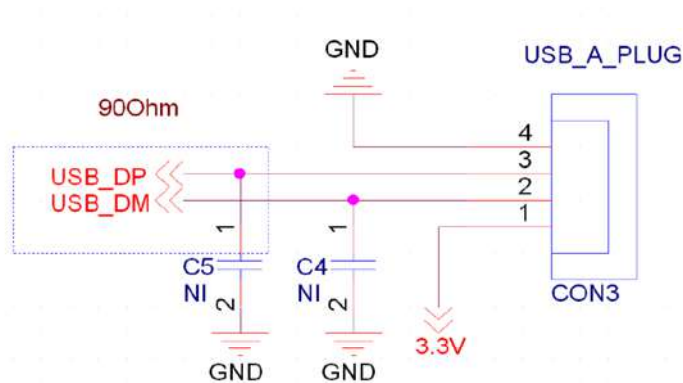 GND
USB_A_PLUG
90Ohm
4
3
USB_DP
2
USB_DM
1
1
1
C5
C4
NI
NI
2
2
CON3
3.3V
GND
GND